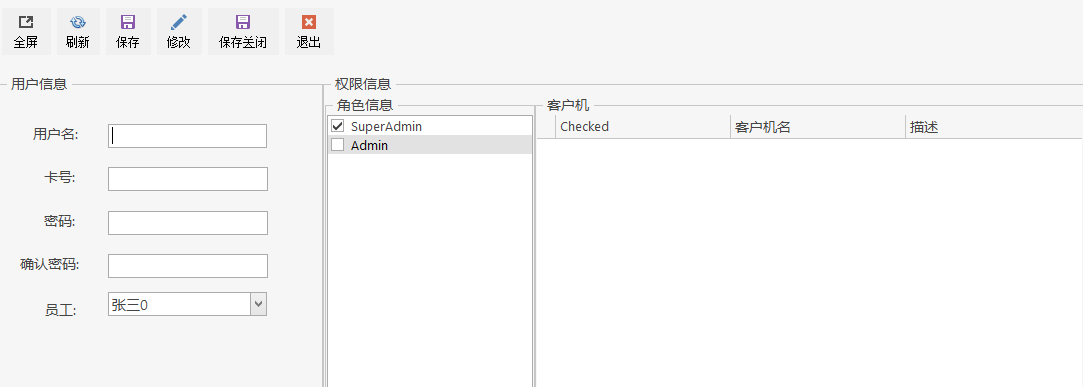 全屏 刷新 保存 修改 保存关闭 退出
用户信息 权限信息
角色信息 客户机
用户名: SuperAdmin Checked 客户机名 描述
Admin
卡号:
密码:
确认密码:
员工: 张三0